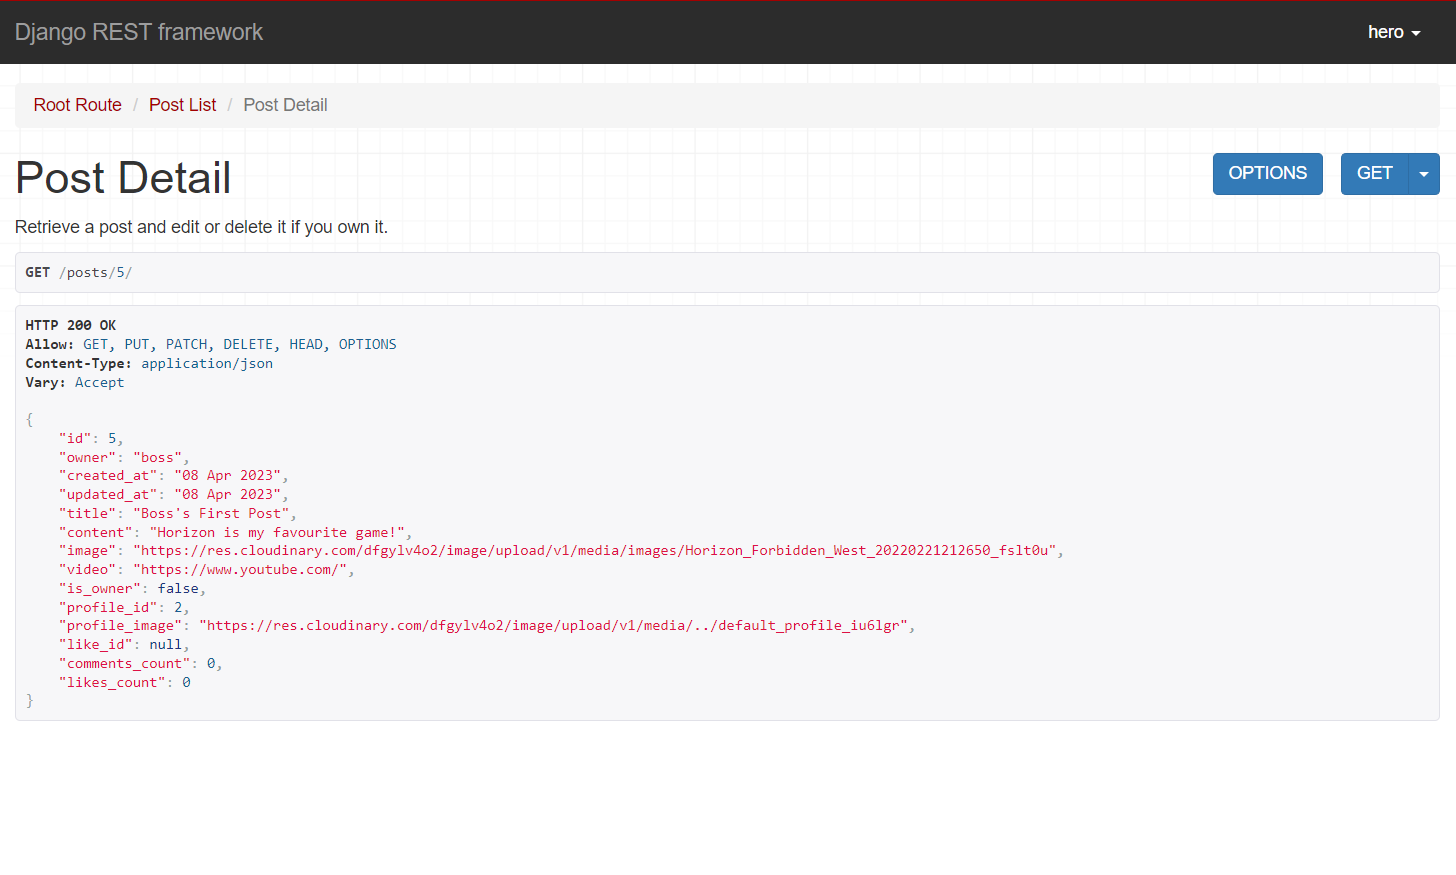 Django REST framework
hero
Root Route / Post List / Post Detail
Post Detail
OPTIONS
GET
Retrieve a post and edit or delete it if you own it.
GET /posts/5/
HTTP 200 OK
Allow: GET, PUT, PATCH, DELETE, HEAD, OPTIONS
Content-Type: application/json
Vary: Accept
{
    "id": 5,
    "owner": "boss",
    "created_at": "08 Apr 2023",
    "updated_at": "08 Apr 2023",
    "title": "Boss's First Post",
    "content": "Horizon is my favourite game!",
    "image": "https://res.cloudinary.com/dfgylv4o2/image/upload/v1/media/images/Horizon_Forbidden_West_20220221212650_fslt0u",
    "video": "https://www.youtube.com/",
    "is_owner": false,
    "profile_id": 2,
    "profile_image": "https://res.cloudinary.com/dfgylv4o2/image/upload/v1/media/../default_profile_iu6lgr",
    "like_id": null,
    "comments_count": 0,
    "likes_count": 0
}